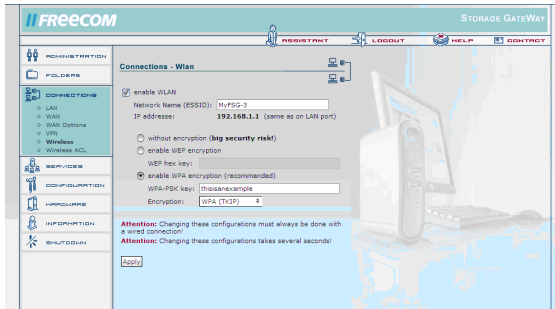 FREECOM
STORAGE GATEWAY
ASSISTANT
LOGOUT
HELP
CONTACT
ADMINISTRATION
FOLDERS
CONNECTIONS
LAN
WAN
WAN Options
VPN
Wireless
Wireless ACL
SERVICES
CONFIGURATION
HARDWARE
INFORMATION
SHUTDOWN
Connections - Wlan
enable WLAN
Network Name (ESSID): MyFSG-3
IP addresse: 192.168.1.1 (same as on LAN port)
without encryption (big security risk!)
enable WEP encryption
WEP hex key:
enable WPA encryption (recommended)
WPA-PSK key: thisisanexample
Encryption: WPA (TKIP)
Attention: Changing these configurations must always be done with
a wired connection!
Attention: Changing these configurations takes several seconds!
Apply